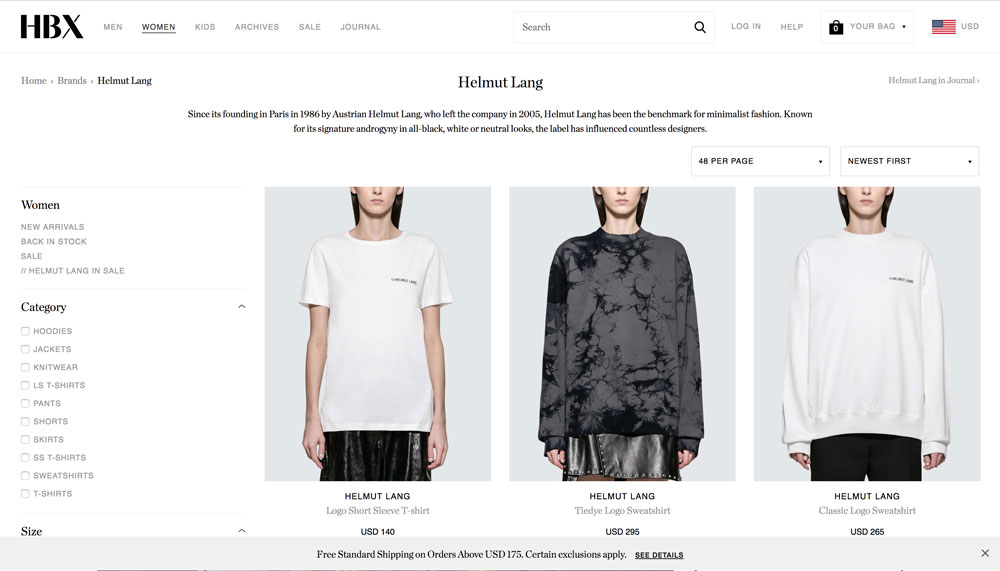 HBX
MEN WOMEN KIDS ARCHIVES SALE JOURNAL
Search
LOG IN HELP
0 YOUR BAG
USD
Home › Brands › Helmut Lang
Helmut Lang
Helmut Lang in Journal ›
Since its founding in Paris in 1986 by Austrian Helmut Lang, who left the company in 2005, Helmut Lang has been the benchmark for minimalist fashion. Known
for its signature androgyny in all-black, white or neutral looks, the label has influenced countless designers.
48 PER PAGE
NEWEST FIRST
Women
NEW ARRIVALS
BACK IN STOCK
SALE
// HELMUT LANG IN SALE
Category
HOODIES
JACKETS
KNITWEAR
LS T-SHIRTS
PANTS
SHORTS
SKIRTS
SS T-SHIRTS
SWEATSHIRTS
T-SHIRTS
Size
©HELMUT LANG
HELMUT LANG
Logo Short Sleeve T-shirt
USD 140
HELMUT LANG
Tiedye Logo Sweatshirt
USD 295
©HELMUT LANG
HELMUT LANG
Classic Logo Sweatshirt
USD 265
Free Standard Shipping on Orders Above USD 175. Certain exclusions apply. SEE DETAILS